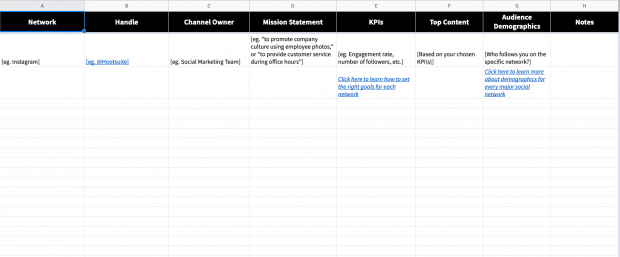 A B C D E F G H
Network Handle Channel Owner Mission Statement KPIs Top Content Audience Demographics Notes
[eg. Instagram]
[eg. @Hootsuite]
[eg. Social Marketing Team]
[eg. "to promote company
culture using employee photos,"
or "to provide customer service
during office hours"]
[eg. Engagement rate,
number of followers, etc.]
[Based on your chosen
KPI(s)]
[Who follows you on the
specific network?]
Click here to learn how to set
the right goals for each
network
Click here to learn more
about demographics for
every major social
network